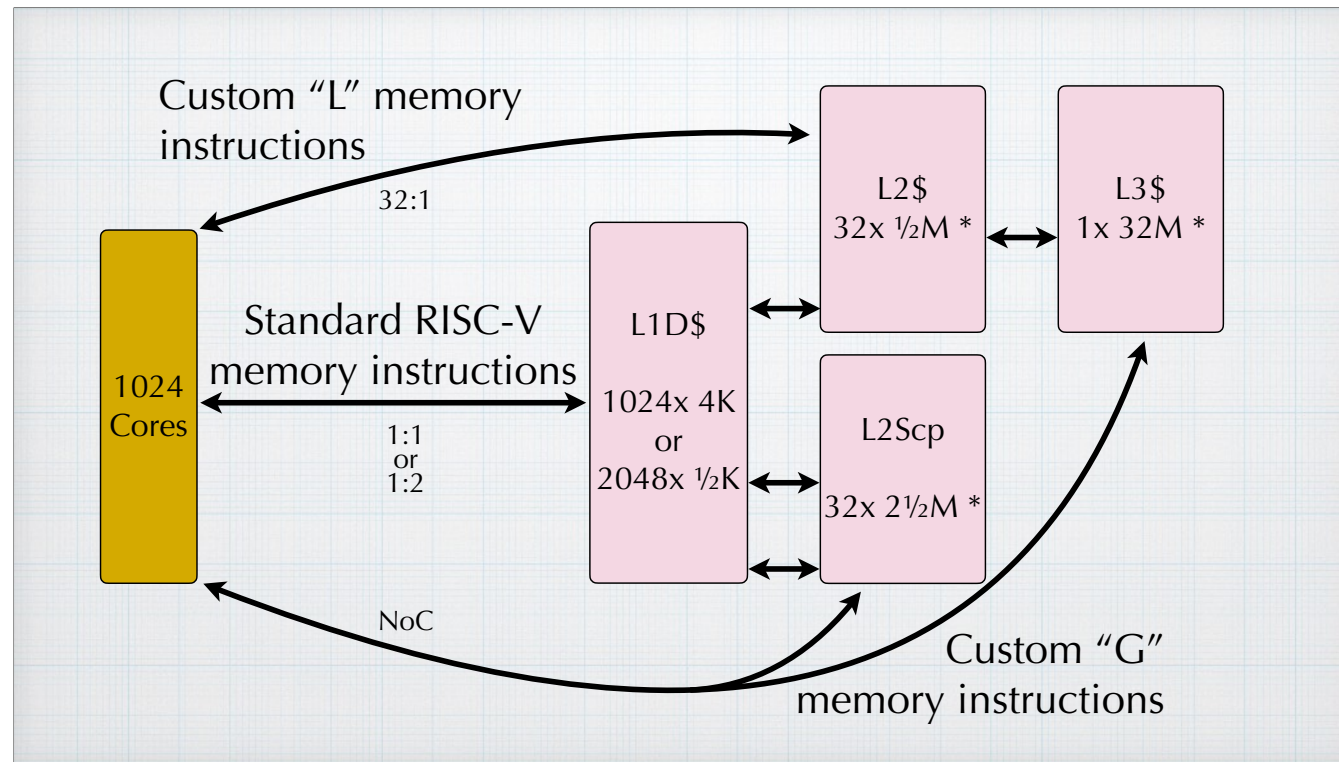 Custom “L” memory
instructions
32:1
L2$
32x ½M *
L3$
1x 32M *
1024
Cores
Standard RISC-V
memory instructions
1:1
or
1:2
L1D$
1024x 4K
or
2048x ½K
L2Scp
32x 2½M *
NoC
Custom “G”
memory instructions